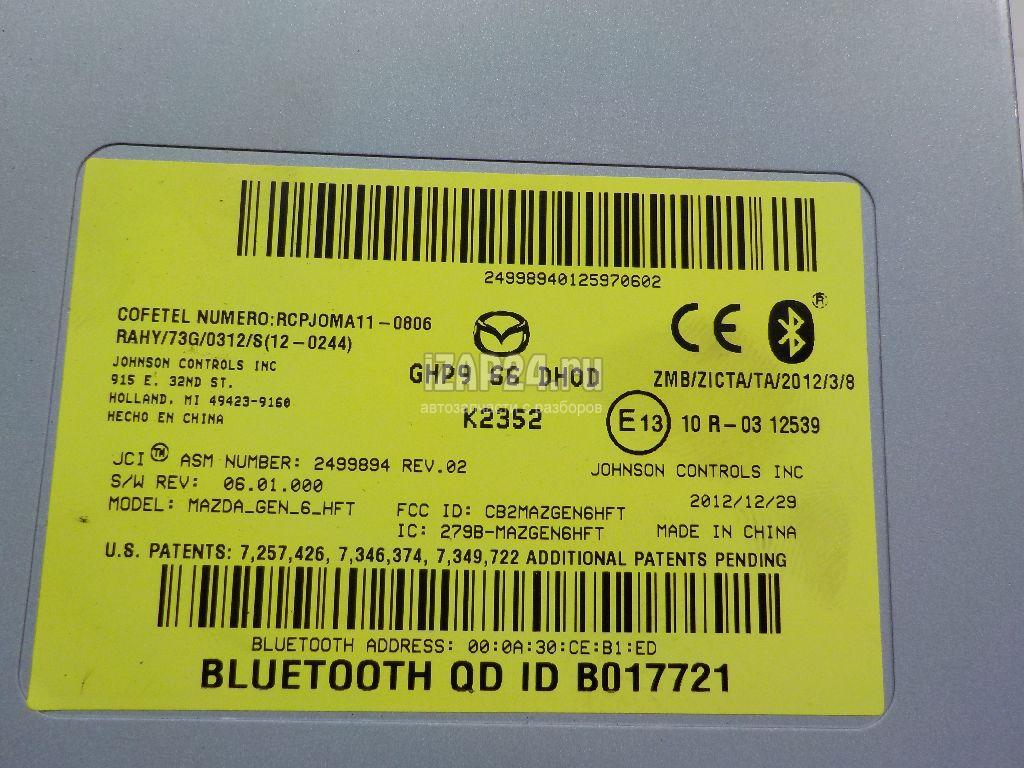 24998940125970602
COFETEL NUMERO:RCPJOMA11-0806
RAHY/73G/0312/S(12-0244)
JOHNSON CONTROLS INC
915 E. 32ND ST.
HOLLAND, MI 49423-9160
HECHO EN CHINA
CE ®
GHP9 66 DH0D
iZAP24.ru
автозапчасти с разборов
K2352
ZMB/ZICTA/TA/2012/3/8
E13 10 R-03 12539
JCI™ ASM NUMBER: 2499894 REV.02
S/W REV: 06.01.000
MODEL: MAZDA_GEN_6_HFT
JOHNSON CONTROLS INC
2012/12/29
FCC ID: CB2MAZGEN6HFT
IC: 279B-MAZGEN6HFT
MADE IN CHINA
U.S. PATENTS: 7,257,426, 7,346,374, 7,349,722 ADDITIONAL PATENTS PENDING
BLUETOOTH ADDRESS: 00:0A:30:CE:B1:ED
BLUETOOTH QD ID B017721